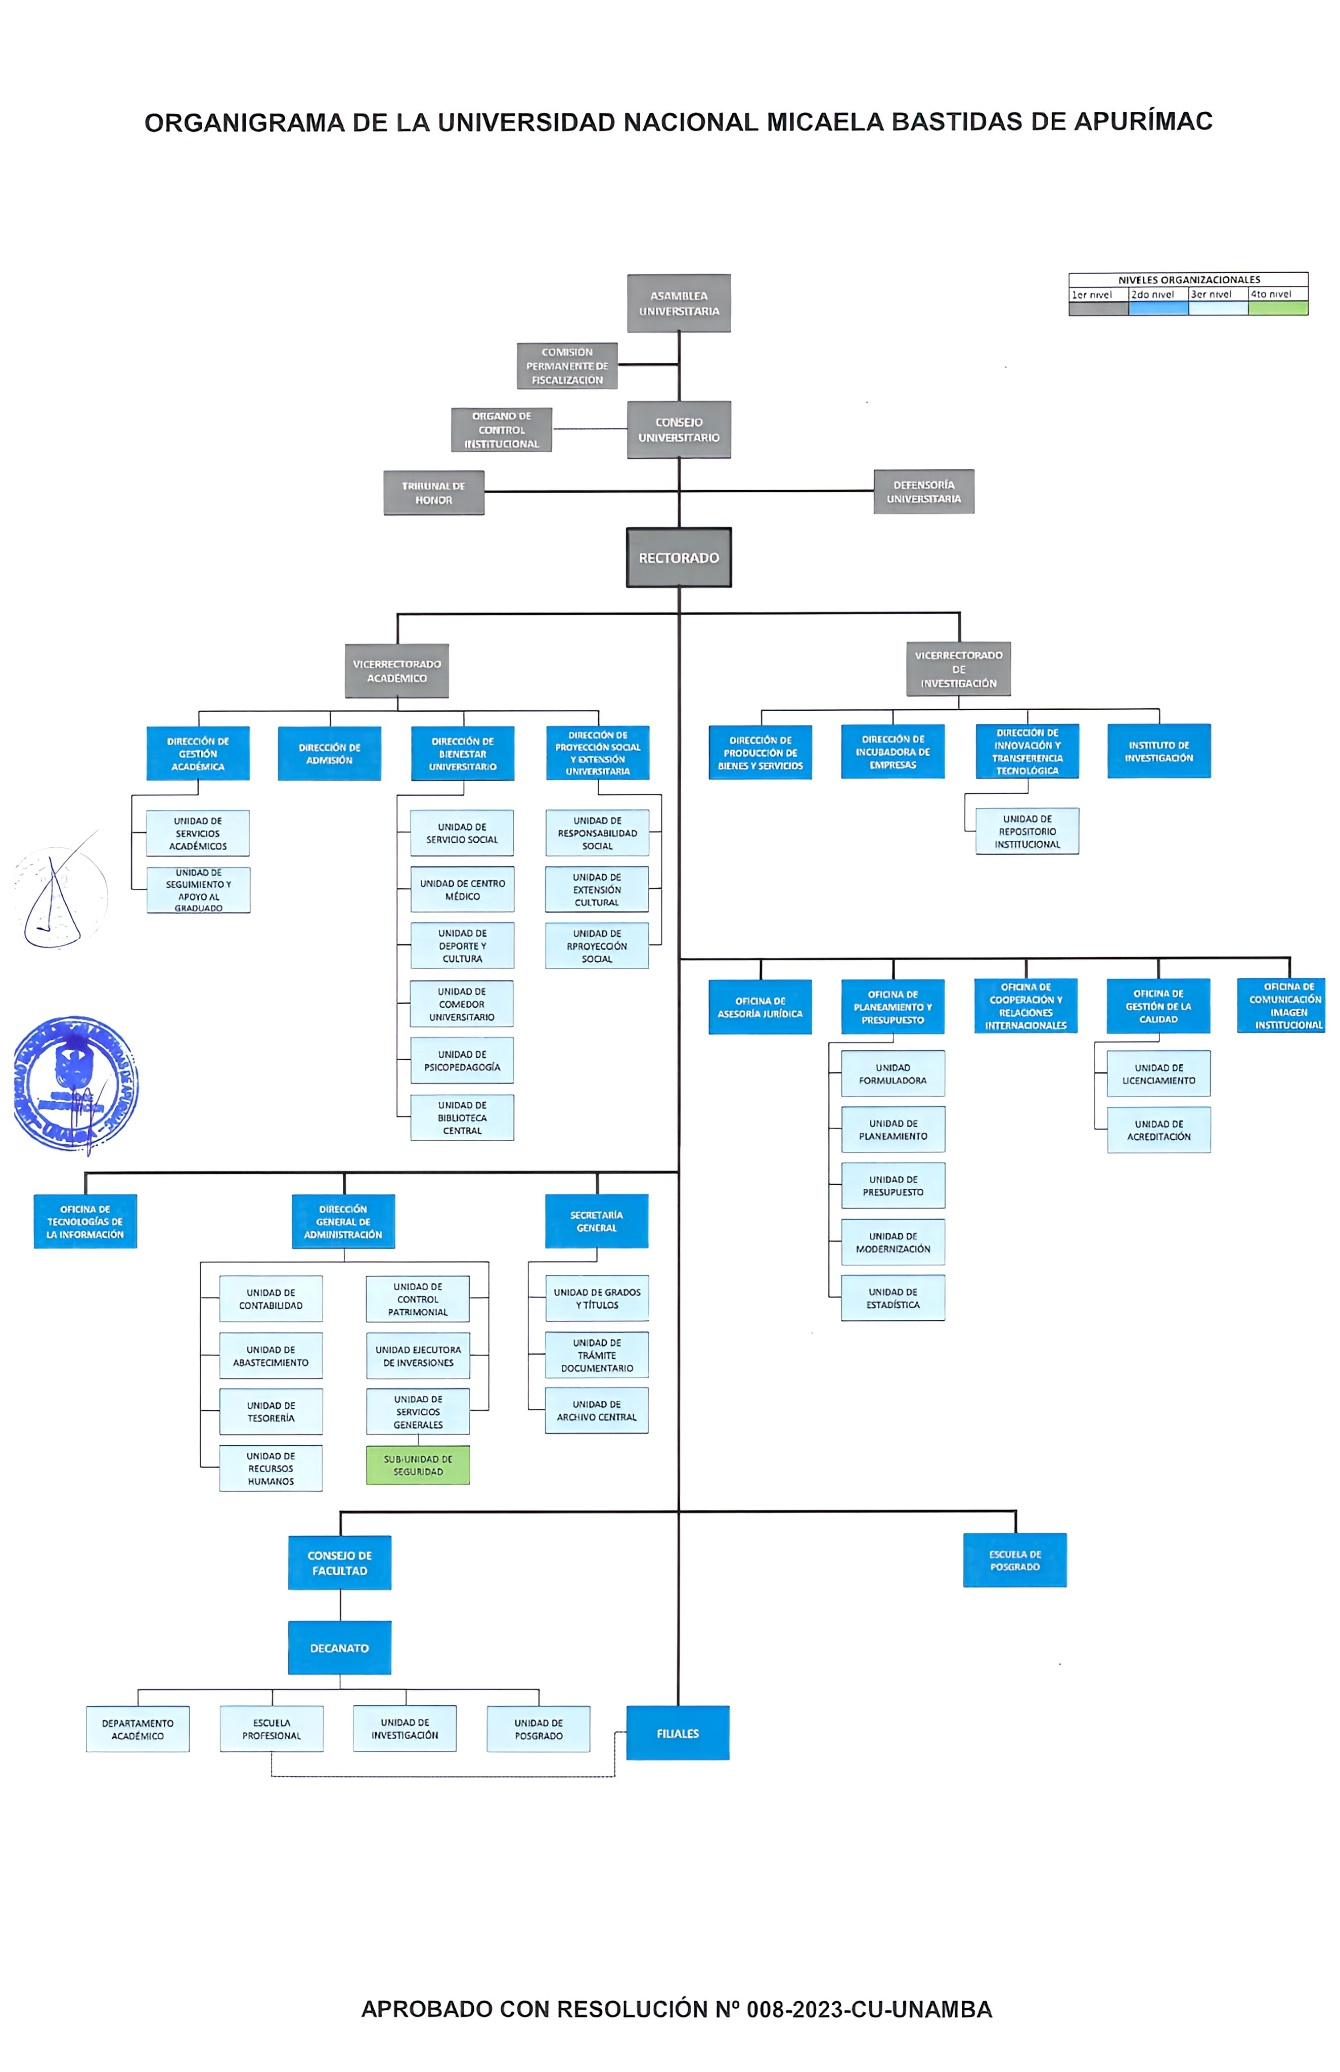 ORGANIGRAMA DE LA UNIVERSIDAD NACIONAL MICAELA BASTIDAS DE APURÍMAC
NIVELES ORGANIZACIONALES
1er nivel
2do nivel
3er nivel
4to nivel
ASAMBLEA
UNIVERSITARIA
COMISION
PERMANENTE DE
FISCALIZACIÓN
ORGANO DE
CONTROL
INSTITUCIONAL
CONSEJO
UNIVERSITARIO
TRIBUNAL DE
HONOR
DEFENSORÍA
UNIVERSITARIA
RECTORADO
VICERRECTORADO
ACADÉMICO
VICERRECTORADO
DE
INVESTIGACIÓN
DIRECCIÓN DE
GESTIÓN
ACADÉMICA
DIRECCIÓN DE
ADMISIÓN
DIRECCIÓN DE
BIENESTAR
UNIVERSITARIO
DIRECCIÓN DE
PROYECCIÓN SOCIAL
Y EXTENSIÓN
UNIVERSITARIA
DIRECCIÓN DE
PRODUCCIÓN DE
BIENES Y SERVICIOS
DIRECCIÓN DE
INCUBADORA DE
EMPRESAS
DIRECCIÓN DE
INNOVACIÓN Y
TRANSFERENCIA
TECNOLÓGICA
INSTITUTO DE
INVESTIGACIÓN
UNIDAD DE
SERVICIOS
ACADÉMICOS
UNIDAD DE
SEGUIMIENTO Y
APOYO AL
GRADUADO
UNIDAD DE
SERVICIO SOCIAL
UNIDAD DE CENTRO
MÉDICO
UNIDAD DE
DEPORTE Y
CULTURA
UNIDAD DE
COMEDOR
UNIVERSITARIO
UNIDAD DE
PSICOPEDAGOGÍA
UNIDAD DE
BIBLIOTECA
CENTRAL
UNIDAD DE
RESPONSABILIDAD
SOCIAL
UNIDAD DE
EXTENSIÓN
CULTURAL
UNIDAD DE
RPROYECCIÓN
SOCIAL
UNIDAD DE
REPOSITORIO
INSTITUCIONAL
OFICINA DE
ASESORÍA JURÍDICA
OFICINA DE
PLANEAMIENTO Y
PRESUPUESTO
OFICINA DE
COOPERACIÓN Y
RELACIONES
INTERNACIONALES
OFICINA DE
GESTIÓN DE LA
CALIDAD
OFICINA DE
COMUNICACIÓN
IMAGEN
INSTITUCIONAL
UNIDAD
FORMULADORA
UNIDAD DE
PLANEAMIENTO
UNIDAD DE
PRESUPUESTO
UNIDAD DE
MODERNIZACIÓN
UNIDAD DE
ESTADÍSTICA
UNIDAD DE
LICENCIAMIENTO
UNIDAD DE
ACREDITACIÓN
OFICINA DE
TECNOLOGÍAS DE
LA INFORMACIÓN
DIRECCIÓN
GENERAL DE
ADMINISTRACIÓN
SECRETARÍA
GENERAL
UNIDAD DE
CONTABILIDAD
UNIDAD DE
ABASTECIMIENTO
UNIDAD DE
TESORERÍA
UNIDAD DE
RECURSOS
HUMANOS
UNIDAD DE
CONTROL
PATRIMONIAL
UNIDAD EJECUTORA
DE INVERSIONES
UNIDAD DE
SERVICIOS
GENERALES
SUB-UNIDAD DE
SEGURIDAD
UNIDAD DE GRADOS
Y TÍTULOS
UNIDAD DE
TRÁMITE
DOCUMENTARIO
UNIDAD DE
ARCHIVO CENTRAL
CONSEJO DE
FACULTAD
ESCUELA DE
POSGRADO
DECANATO
DEPARTAMENTO
ACADÉMICO
ESCUELA
PROFESIONAL
UNIDAD DE
INVESTIGACIÓN
UNIDAD DE
POSGRADO
FILIALES
APROBADO CON RESOLUCIÓN Nº 008-2023-CU-UNAMBA